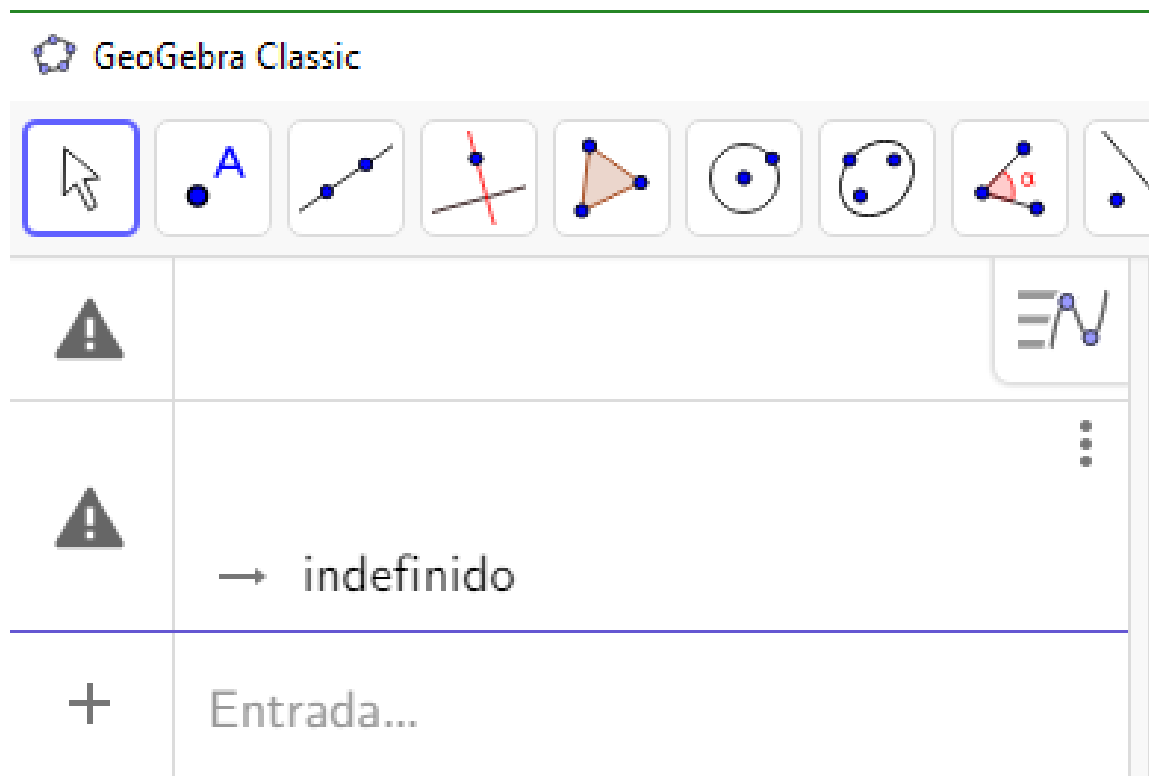 GeoGebra Classic
A
α
→ indefinido
+ Entrada...